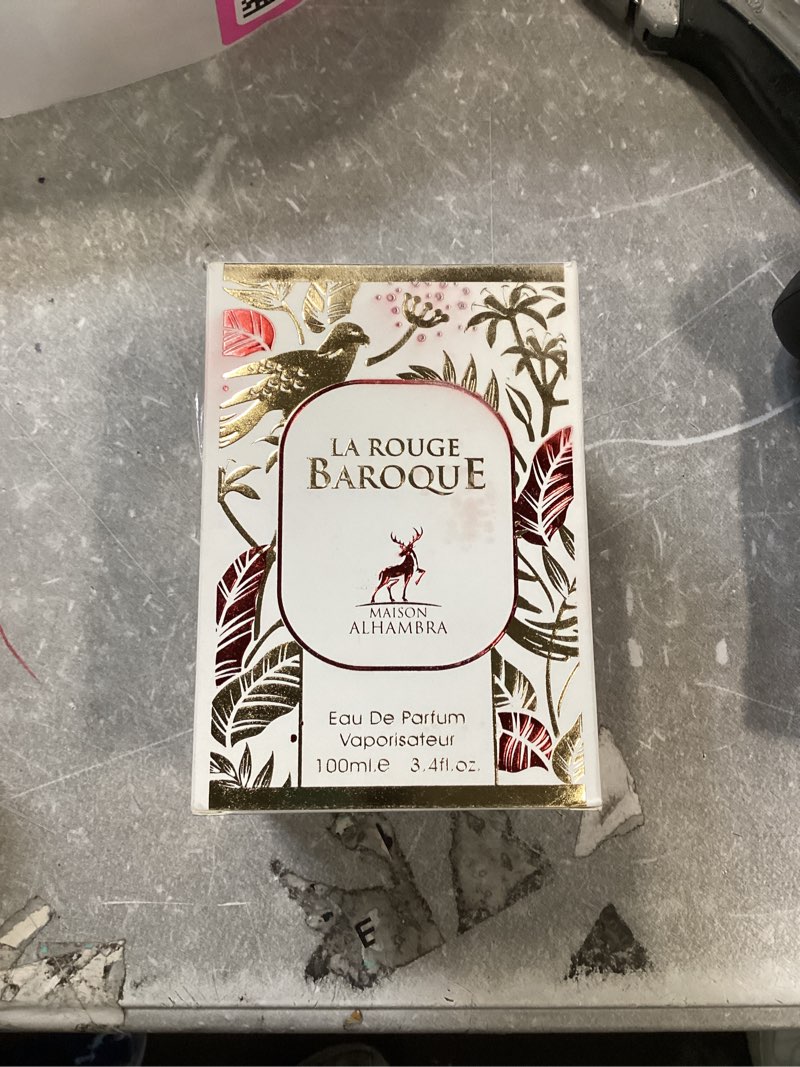 LA ROUGE
BAROQUE
MAISON
ALHAMBRA
Eau De Parfum
Vaporisateur
100ml.e 3.4fl.oz.
E